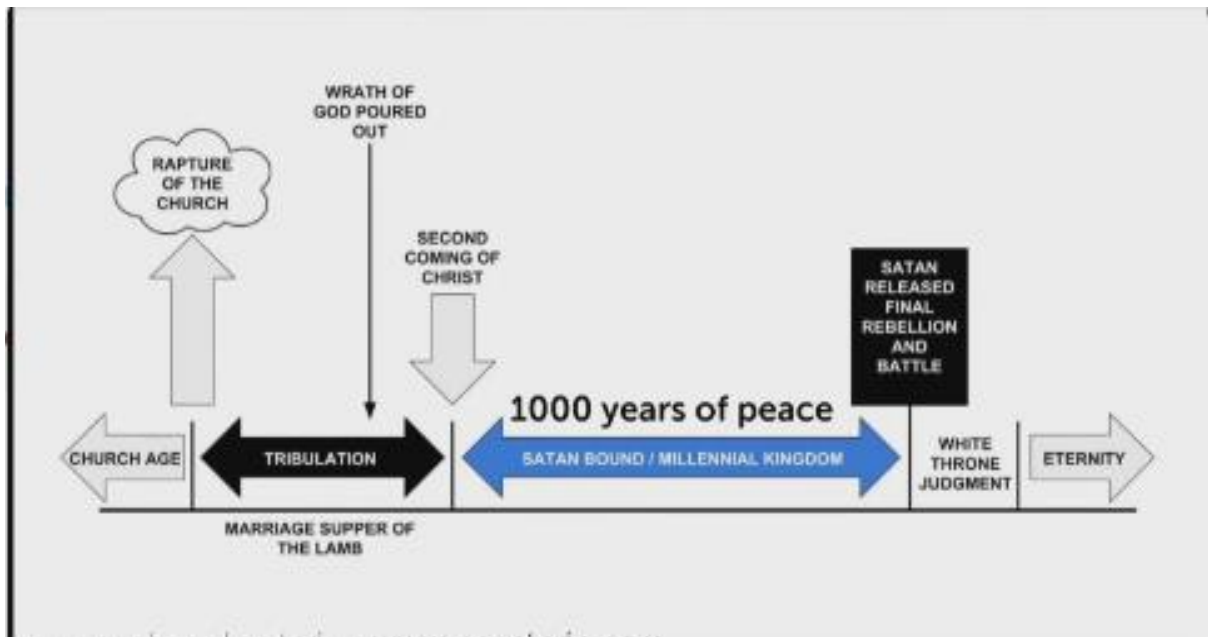 WRATH OF
GOD POURED
OUT
RAPTURE
OF THE
CHURCH
SECOND
COMING OF
CHRIST
SATAN
RELEASED
FINAL
REBELLION
AND
BATTLE
1000 years of peace
CHURCH AGE
TRIBULATION
SATAN BOUND / MILLENNIAL KINGDOM
WHITE
THRONE
JUDGMENT
ETERNITY
MARRIAGE SUPPER OF
THE LAMB